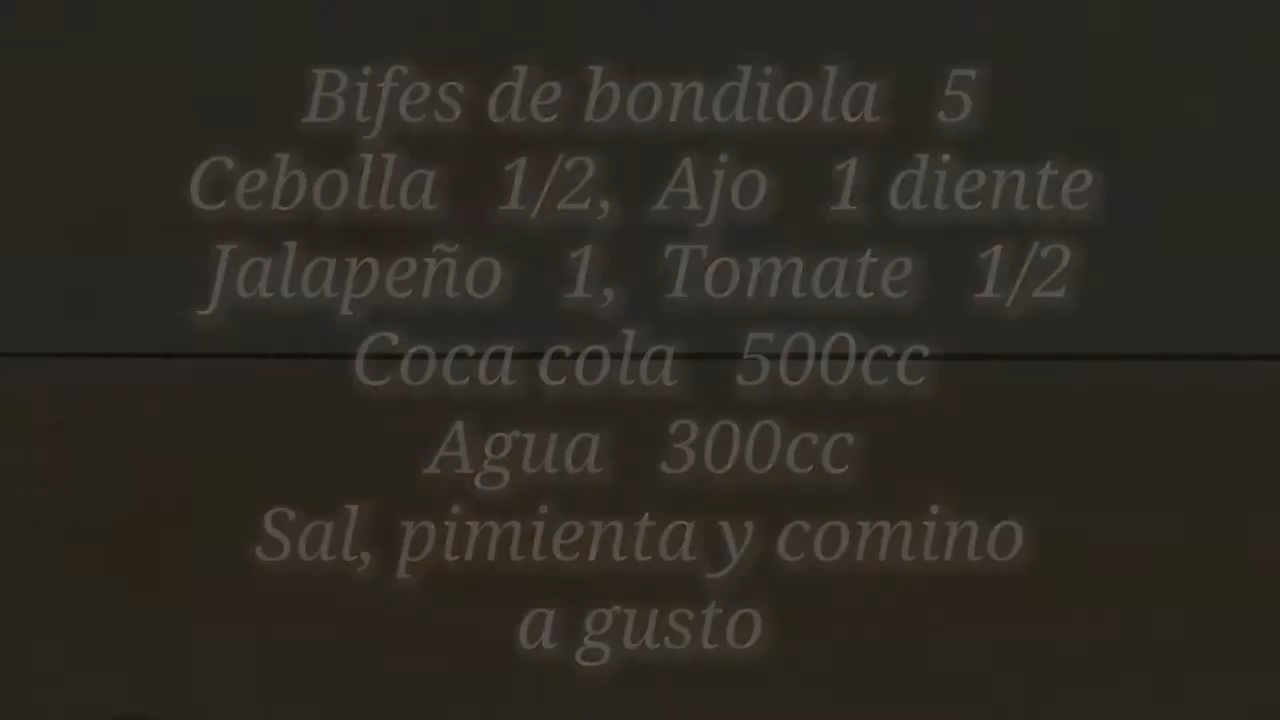 Bifes de bondiola 5
Cebolla 1/2, Ajo 1 diente
Jalapeño 1, Tomate 1/2
Coca cola 500cc
Agua 300cc
Sal, pimienta y comino
a gusto